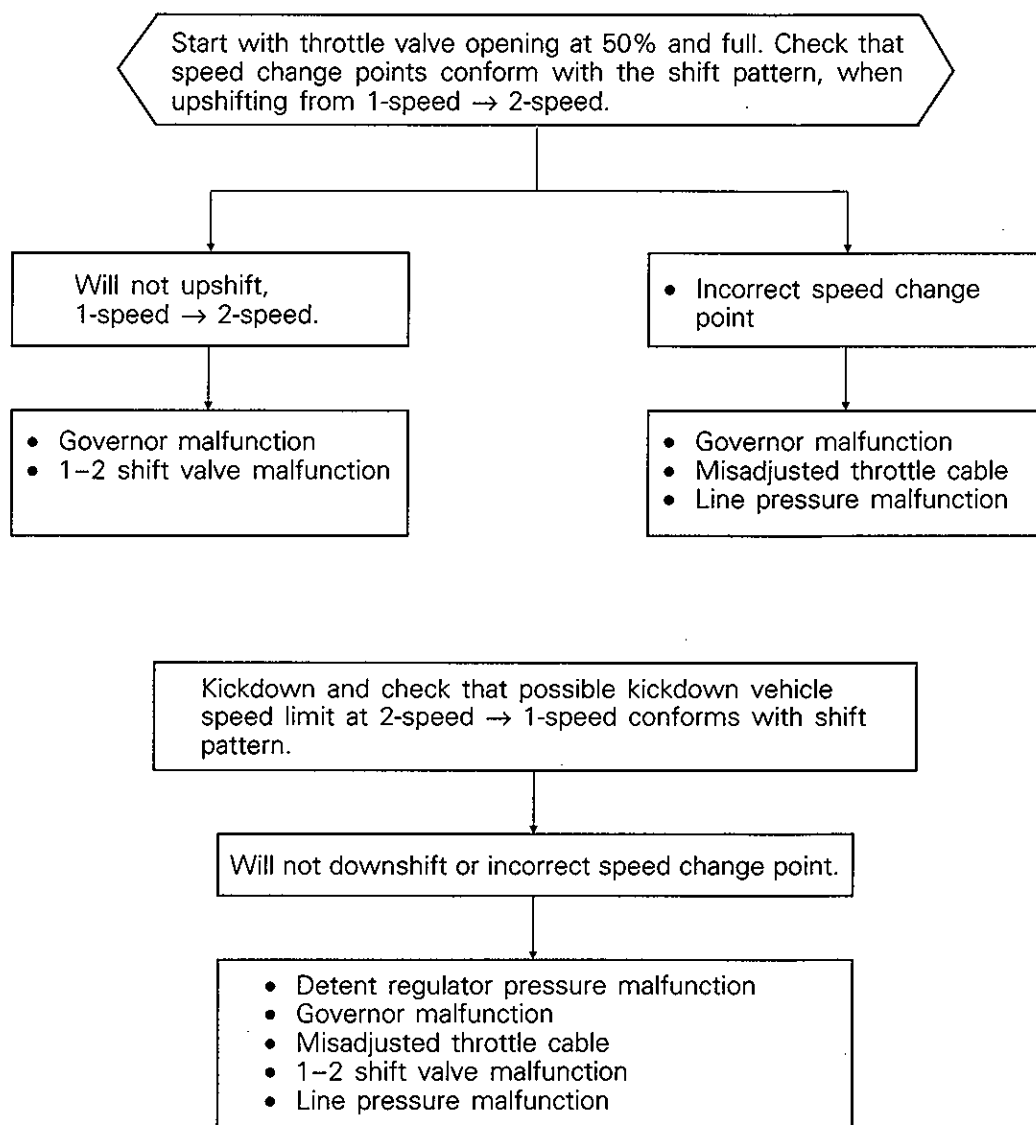 Start with throttle valve opening at 50% and full. Check that
speed change points conform with the shift pattern, when
upshifting from 1-speed → 2-speed.
Will not upshift,
1-speed → 2-speed.
• Incorrect speed change
point
• Governor malfunction
• 1–2 shift valve malfunction
• Governor malfunction
• Misadjusted throttle cable
• Line pressure malfunction
Kickdown and check that possible kickdown vehicle
speed limit at 2-speed → 1-speed conforms with shift
pattern.
Will not downshift or incorrect speed change point.
• Detent regulator pressure malfunction
• Governor malfunction
• Misadjusted throttle cable
• 1–2 shift valve malfunction
• Line pressure malfunction